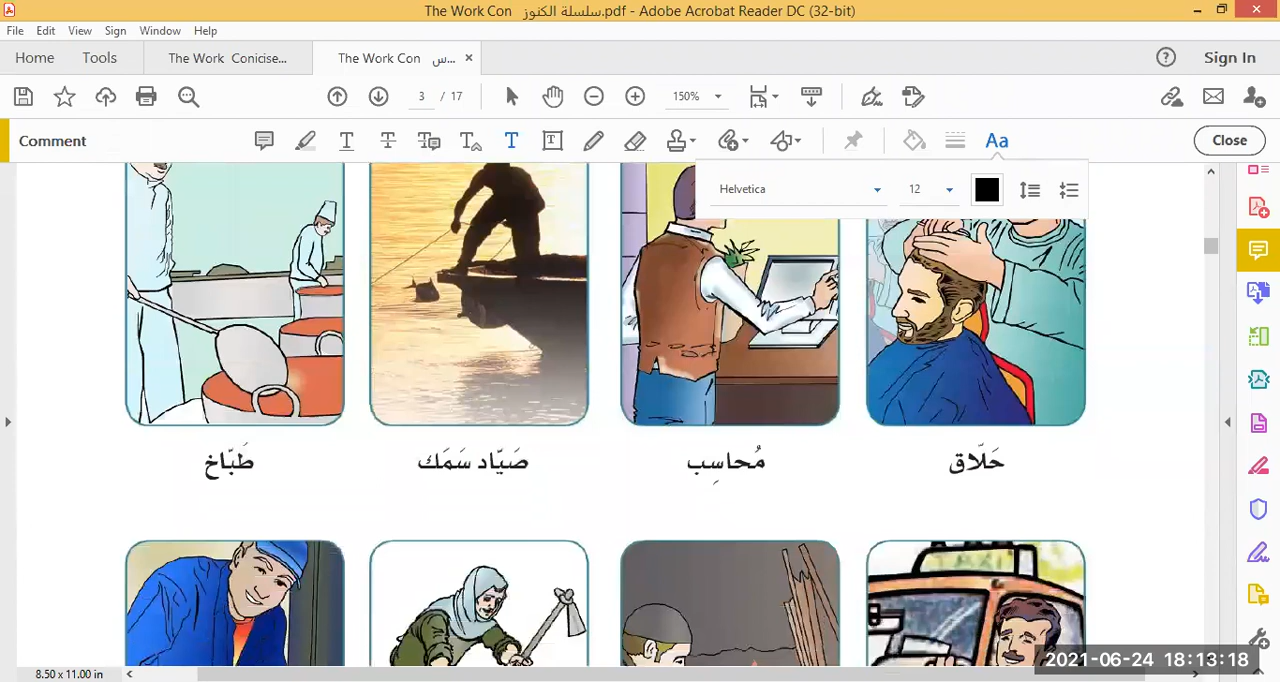 The Work Con سلسلة الكنوز.pdf - Adobe Acrobat Reader DC (32-bit)
File Edit View Sign Window Help
Home Tools The Work Conicise... The Work Con س... ×
Sign In
3 / 17 150%
Comment Close
Helvetica 12
حَلّاق مُحاسِب صَيّاد سَمَك طَبّاخ
TAXI
8.50 x 11.00 in
2021-06-24 18:13:18